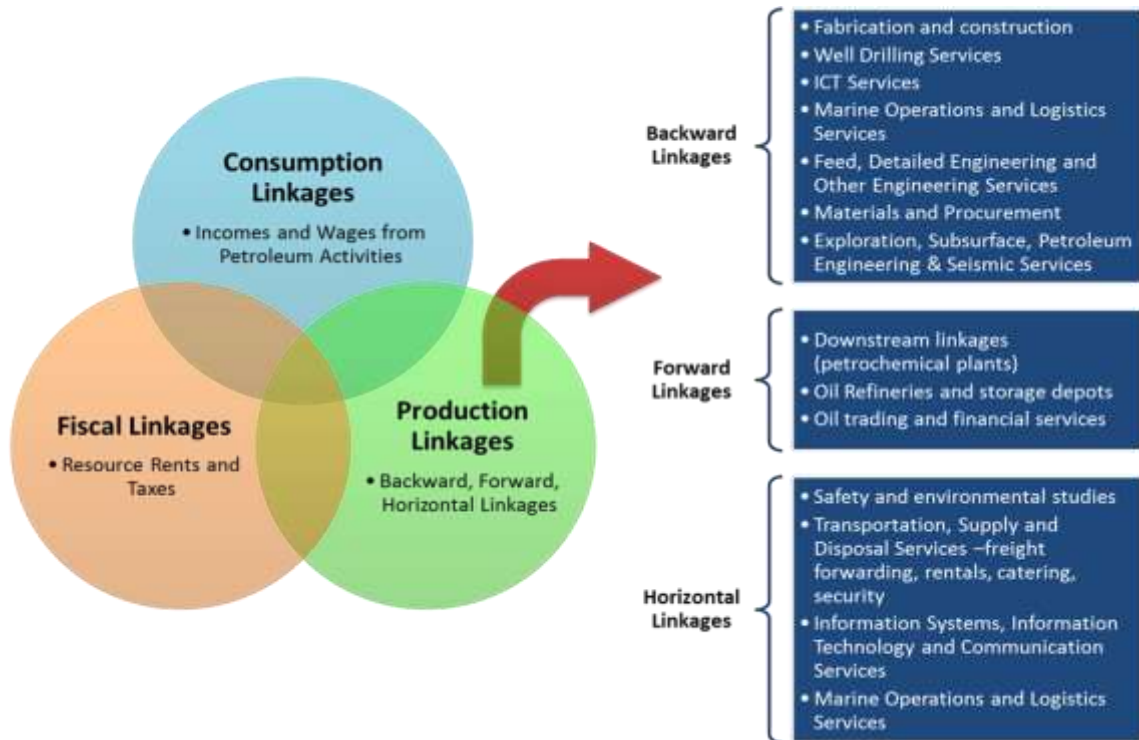 Consumption
Linkages
• Incomes and Wages from
Petroleum Activities
Fiscal Linkages
• Resource Rents and
Taxes
Production
Linkages
• Backward, Forward,
Horizontal Linkages
Backward
Linkages
• Fabrication and construction
• Well Drilling Services
• ICT Services
• Marine Operations and Logistics
Services
• Feed, Detailed Engineering and
Other Engineering Services
• Materials and Procurement
• Exploration, Subsurface, Petroleum
Engineering & Seismic Services
Forward
Linkages
• Downstream linkages
(petrochemical plants)
• Oil Refineries and storage depots
• Oil trading and financial services
Horizontal
Linkages
• Safety and environmental studies
• Transportation, Supply and
Disposal Services –freight
forwarding, rentals, catering,
security
• Information Systems, Information
Technology and Communication
Services
• Marine Operations and Logistics
Services